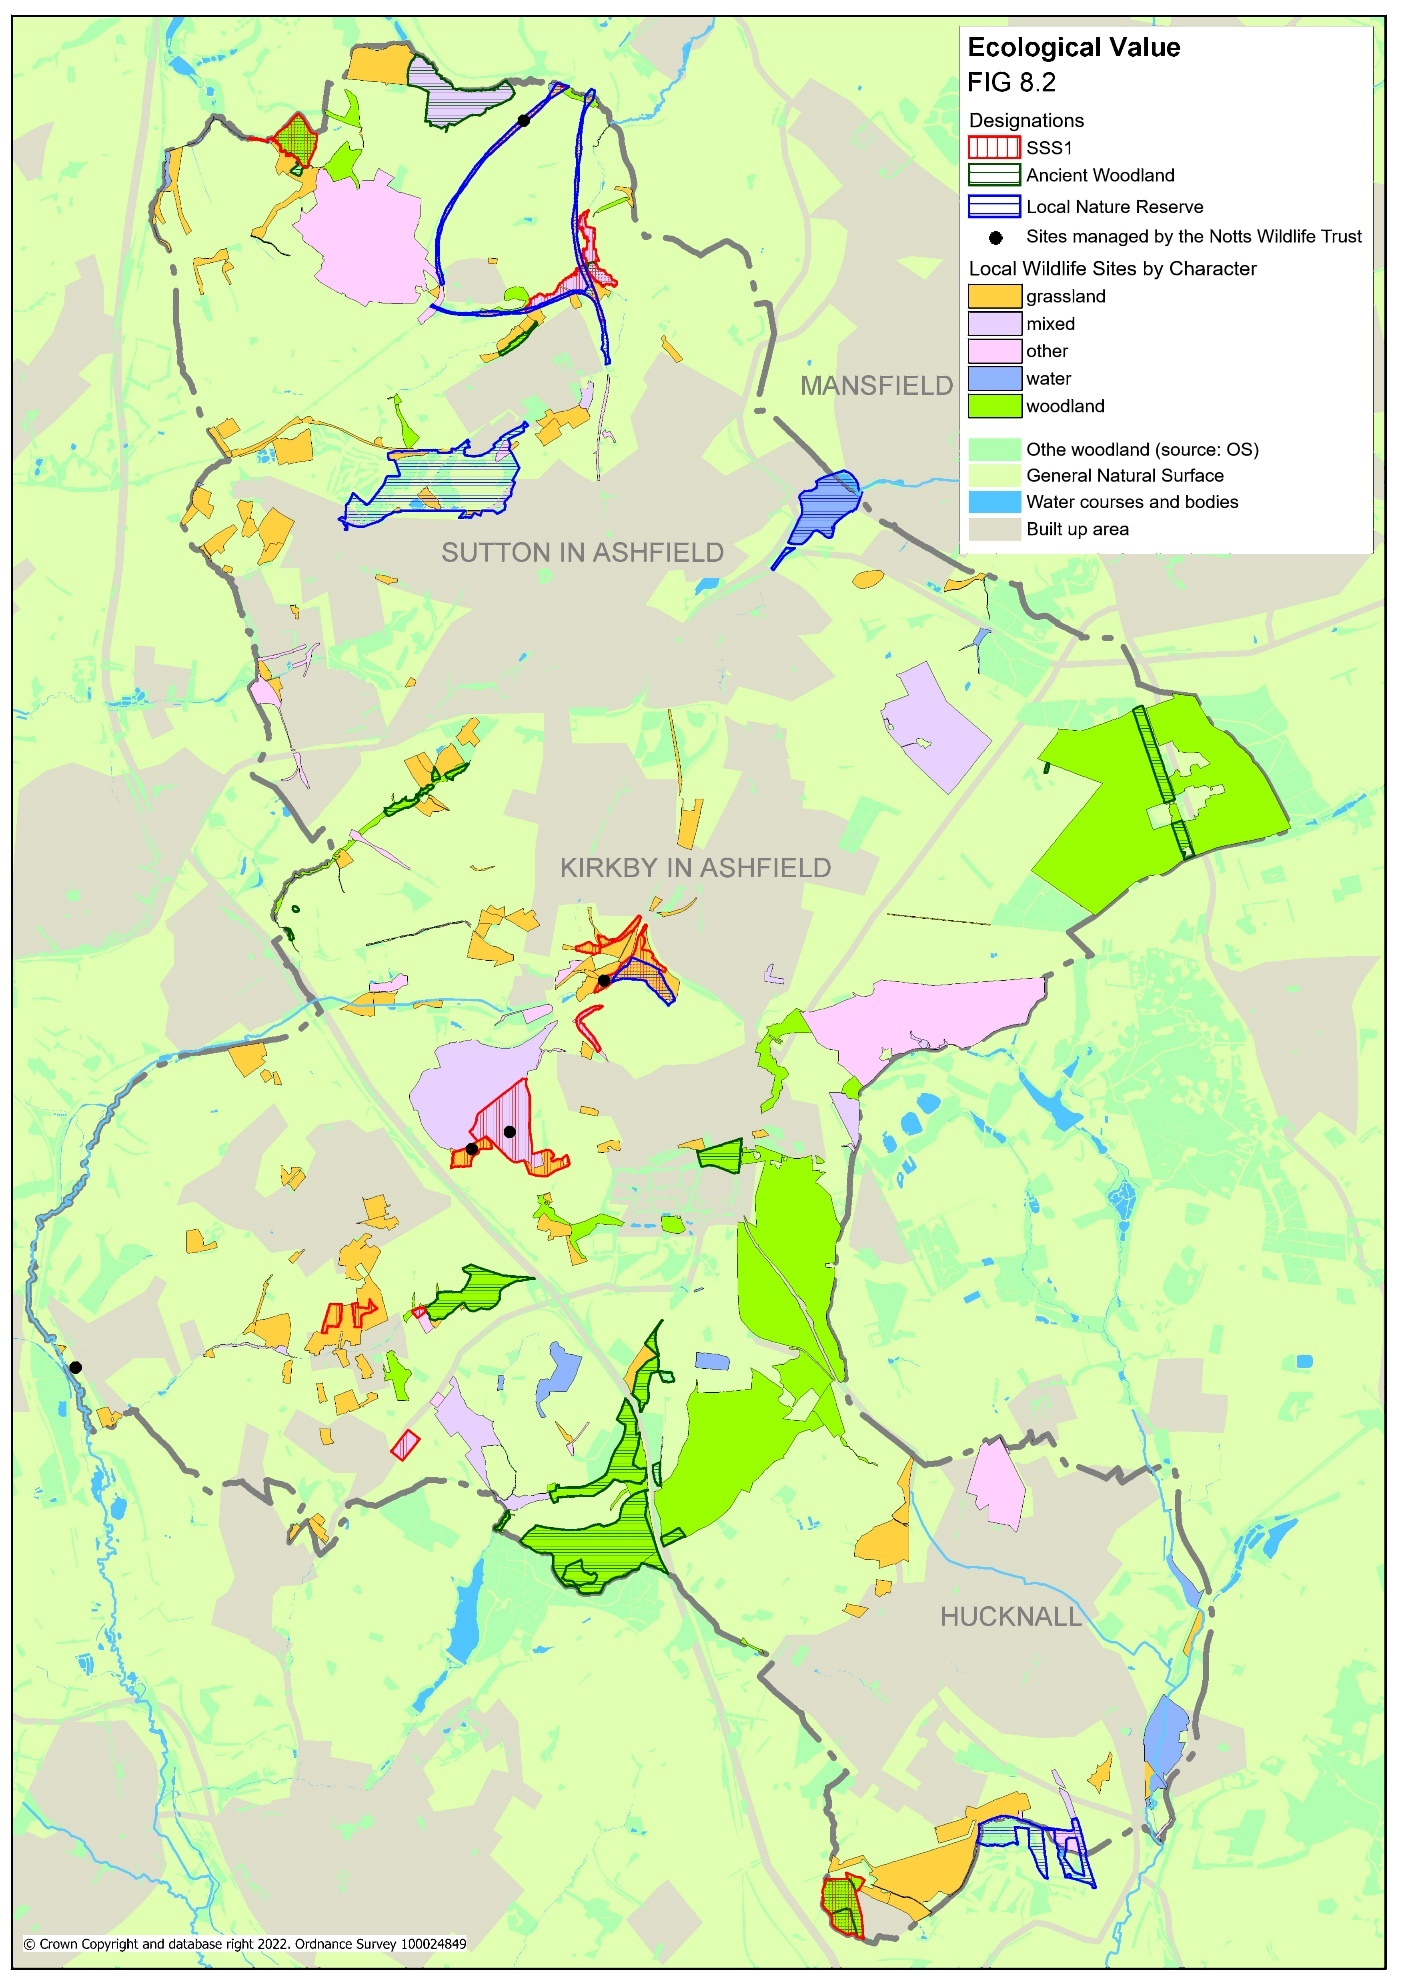 Ecological Value
FIG 8.2
Designations
SSS1
Ancient Woodland
Local Nature Reserve
Sites managed by the Notts Wildlife Trust
Local Wildlife Sites by Character
grassland
mixed
other
water
woodland
Othe woodland (source: OS)
General Natural Surface
Water courses and bodies
Built up area
MANSFIELD
SUTTON IN ASHFIELD
KIRKBY IN ASHFIELD
HUCKNALL
© Crown Copyright and database right 2022. Ordnance Survey 100024849